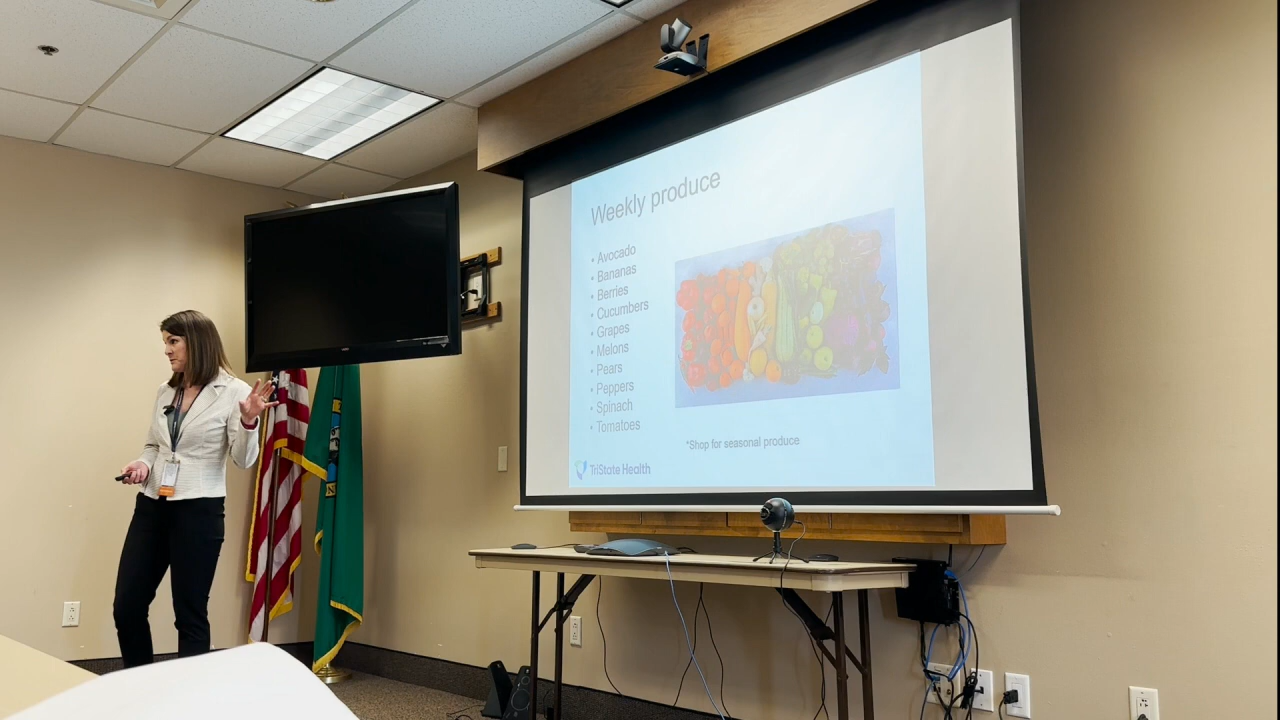 Weekly produce
• Avocado
• Bananas
• Berries
• Cucumbers
• Grapes
• Melons
• Pears
• Peppers
• Spinach
• Tomatoes
*Shop for seasonal produce
TriState Health